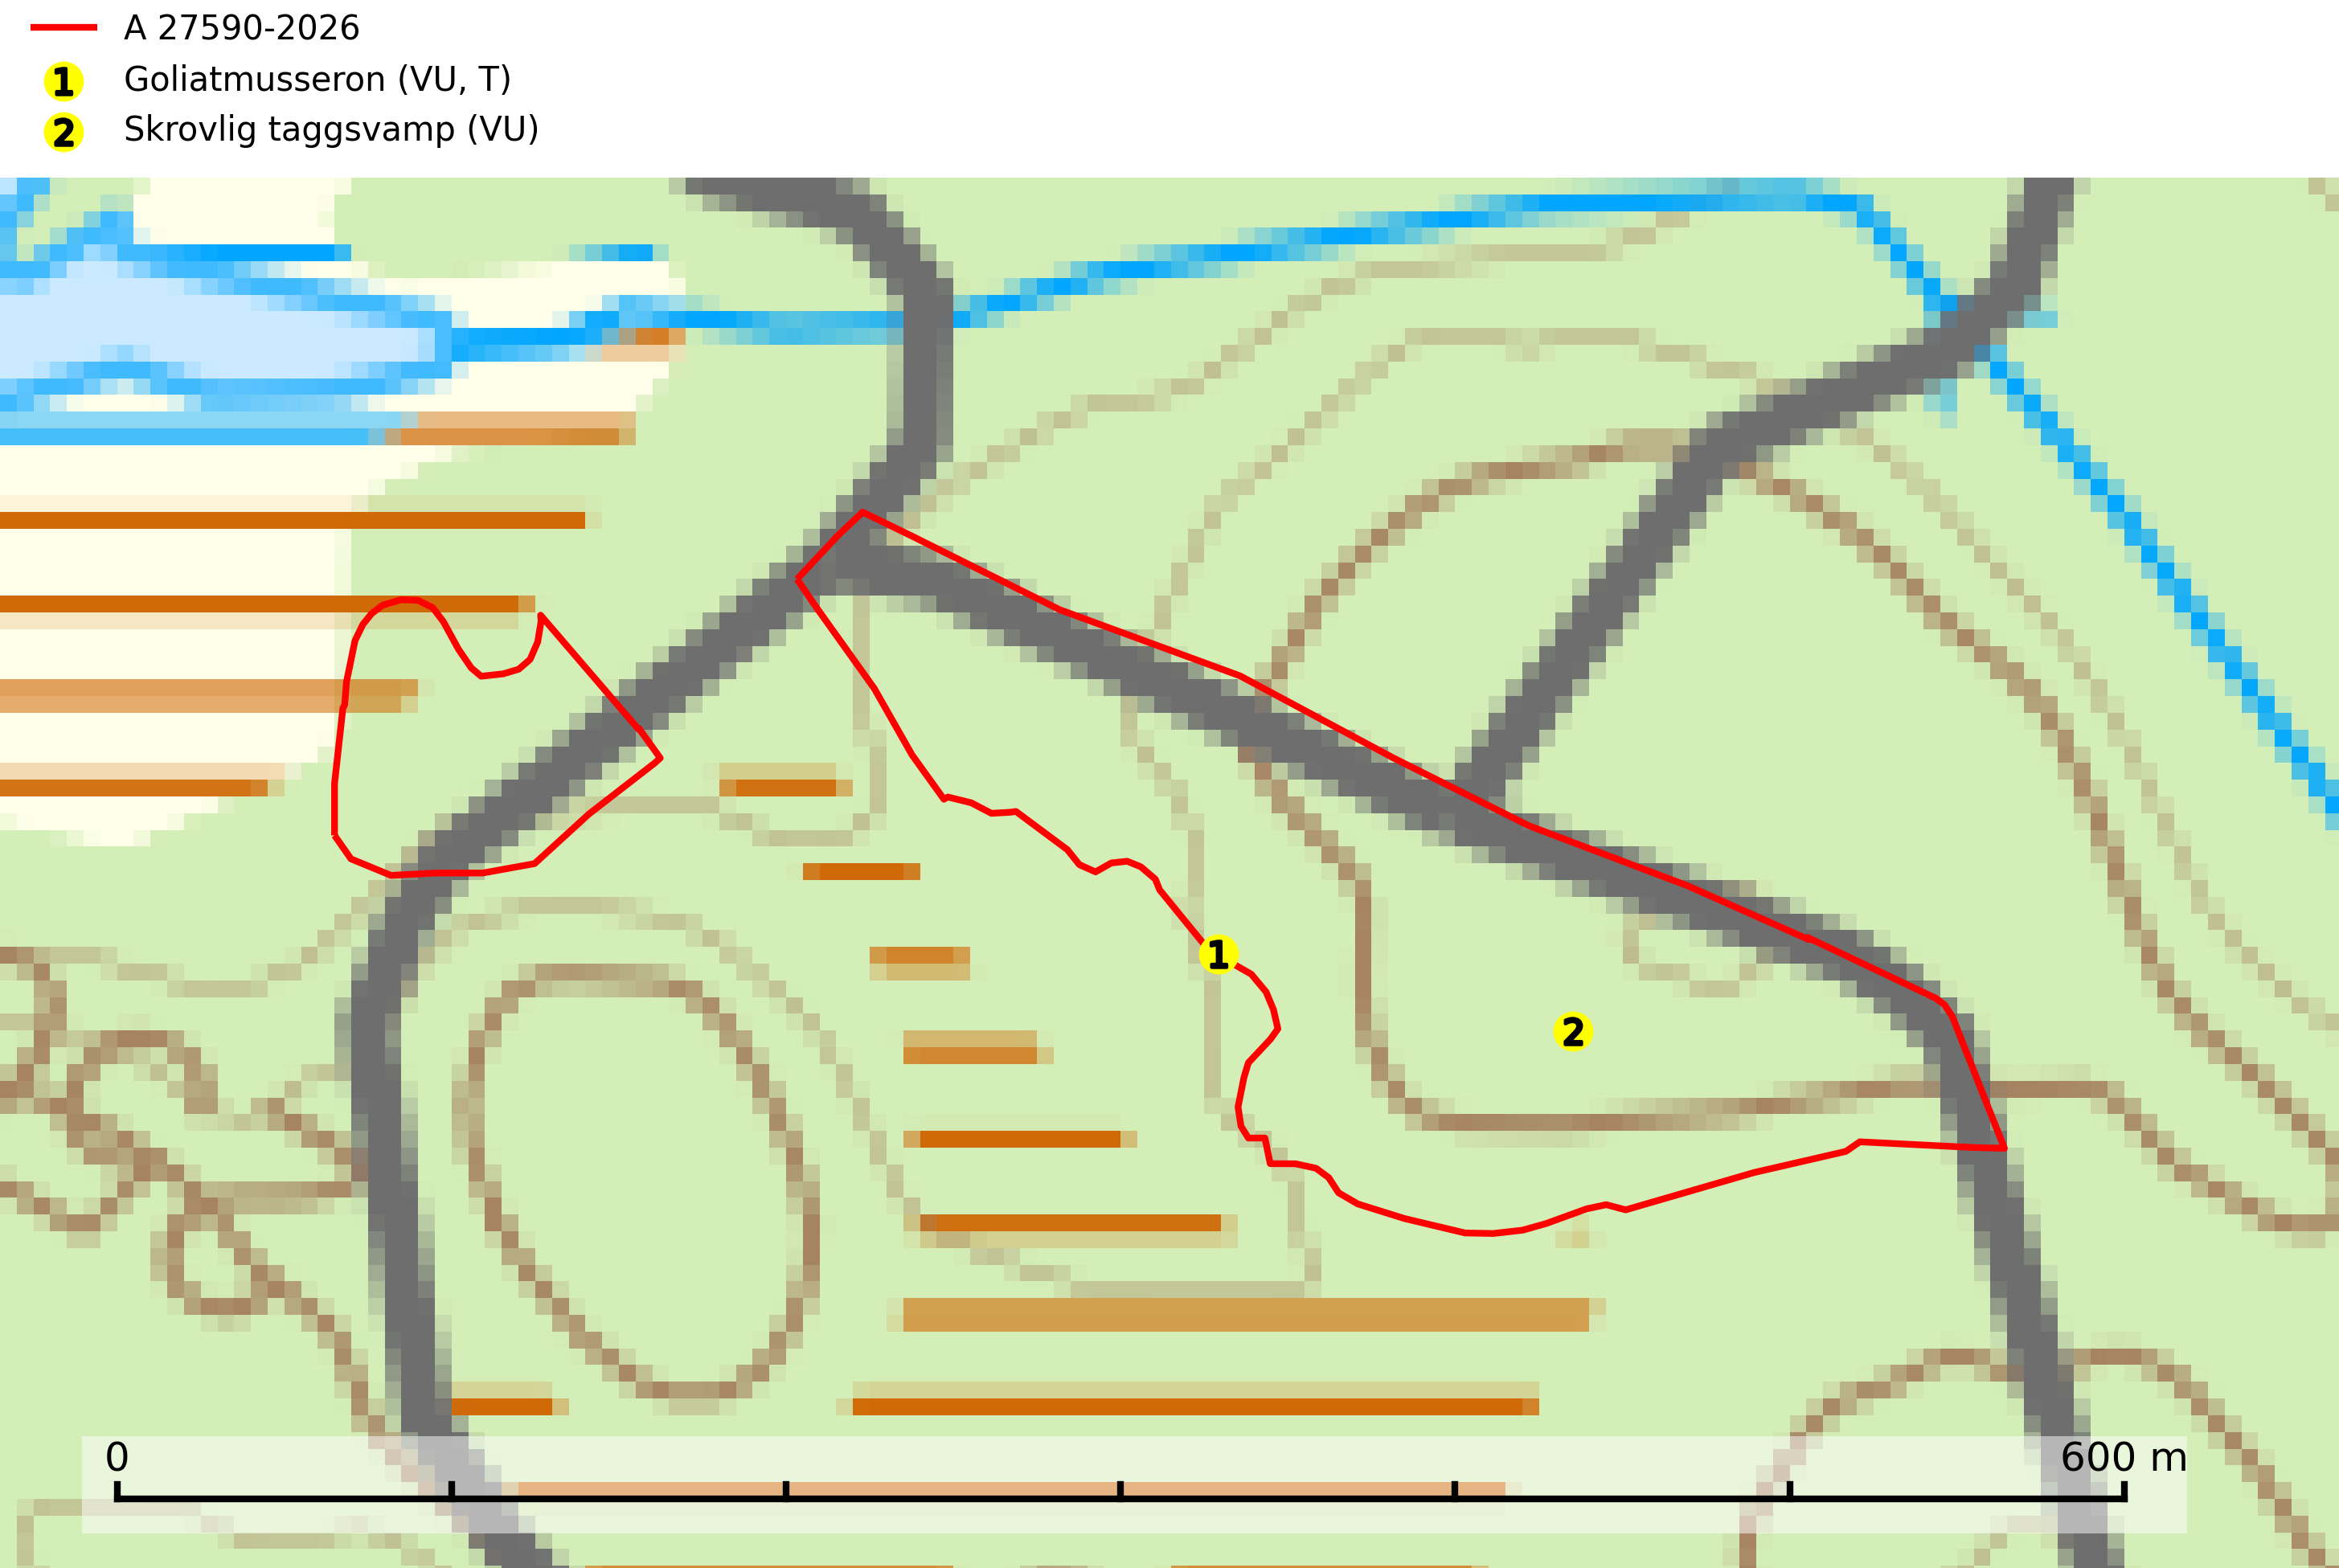 A 27590-2026
1 Goliatmusseron (VU, T)
2 Skrovlig taggsvamp (VU)
1
2
0 600 m